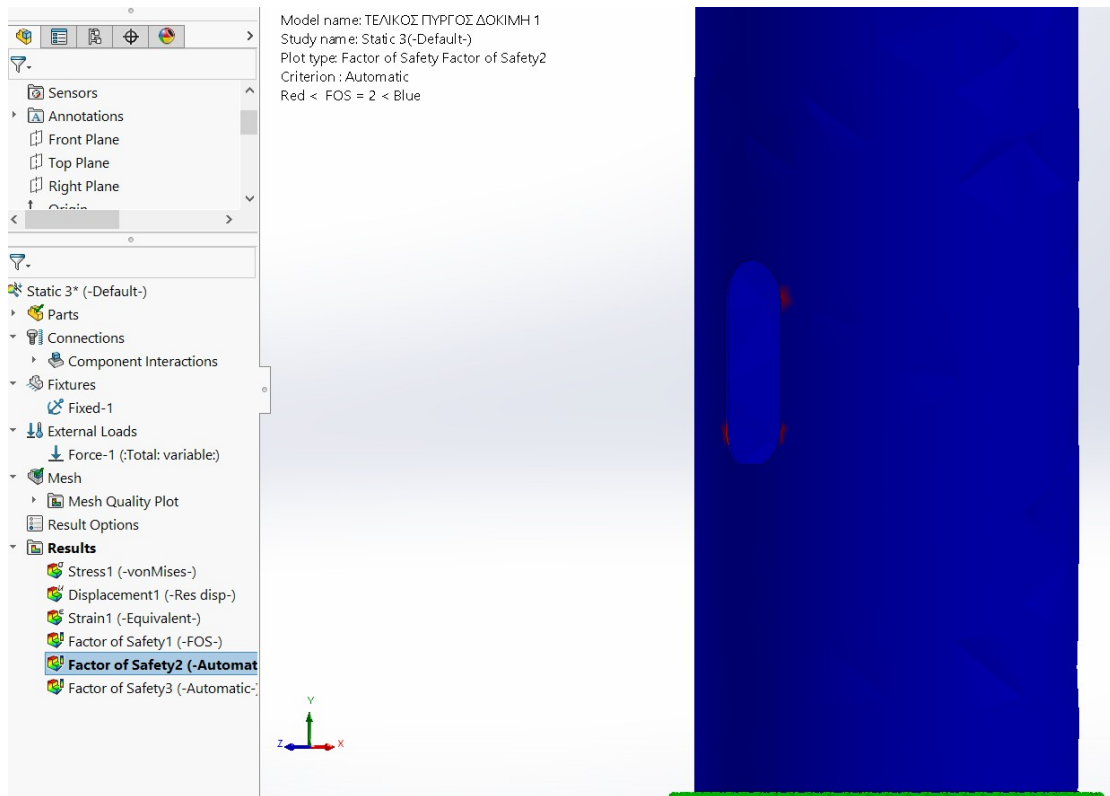 Model name: ΤΕΛΙΚΟΣ ΠΥΡΓΟΣ ΔΟΚΙΜΗ 1
Study name: Static 3(-Default-)
Plot type: Factor of Safety Factor of Safety2
Criterion : Automatic
Red < FOS = 2 < Blue
Sensors
Annotations
Front Plane
Top Plane
Right Plane
Origin
Static 3* (-Default-)
Parts
Connections
Component Interactions
Fixtures
Fixed-1
External Loads
Force-1 (:Total: variable:)
Mesh
Mesh Quality Plot
Result Options
Results
Stress1 (-vonMises-)
Displacement1 (-Res disp-)
Strain1 (-Equivalent-)
Factor of Safety1 (-FOS-)
Factor of Safety2 (-Automat
Factor of Safety3 (-Automatic-
Y
Z X